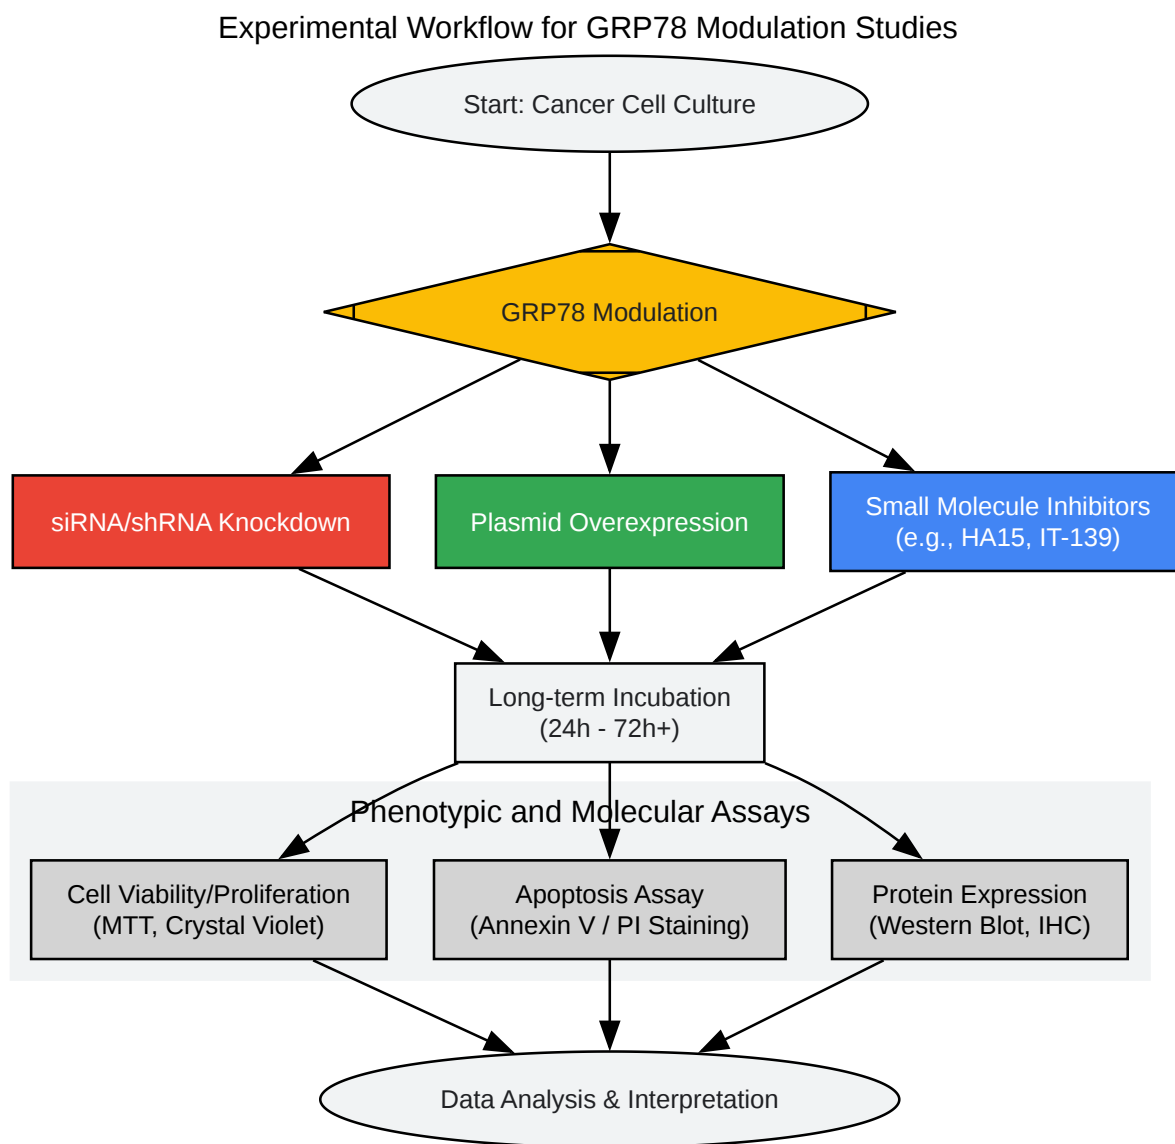 Experimental Workflow for GRP78 Modulation Studies
Start: Cancer Cell Culture
GRP78 Modulation
siRNA/shRNA Knockdown
Plasmid Overexpression
Small Molecule Inhibitors
(e.g., HA15, IT-139)
Long-term Incubation
(24h - 72h+)
Phenotypic and Molecular Assays
Cell Viability/Proliferation
(MTT, Crystal Violet)
Apoptosis Assay
(Annexin V / PI Staining)
Protein Expression
(Western Blot, IHC)
Data Analysis & Interpretation